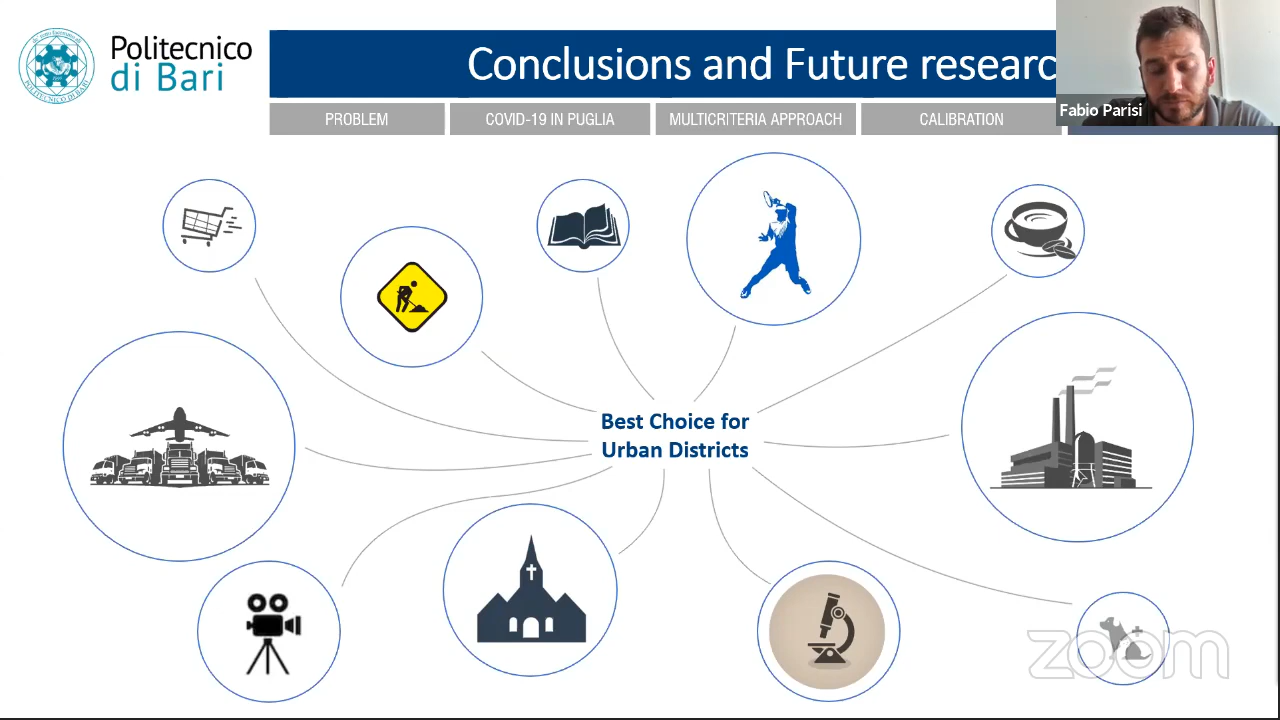 Politecnico
di Bari
Conclusions and Future researc
Fabio Parisi
PROBLEM
COVID-19 IN PUGLIA
MULTICRITERIA APPROACH
CALIBRATION
Best Choice for
Urban Districts
zoom